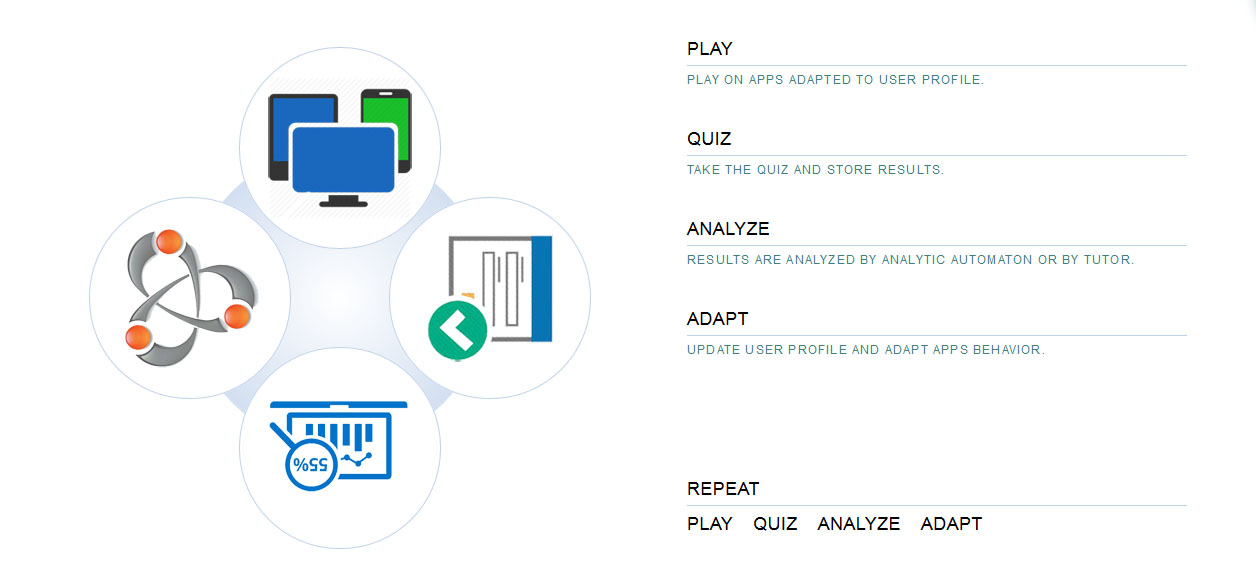 PLAY
PLAY ON APPS ADAPTED TO USER PROFILE.
QUIZ
TAKE THE QUIZ AND STORE RESULTS.
ANALYZE
RESULTS ARE ANALYZED BY ANALYTIC AUTOMATON OR BY TUTOR.
ADAPT
UPDATE USER PROFILE AND ADAPT APPS BEHAVIOR.
REPEAT
PLAY QUIZ ANALYZE ADAPT
55%